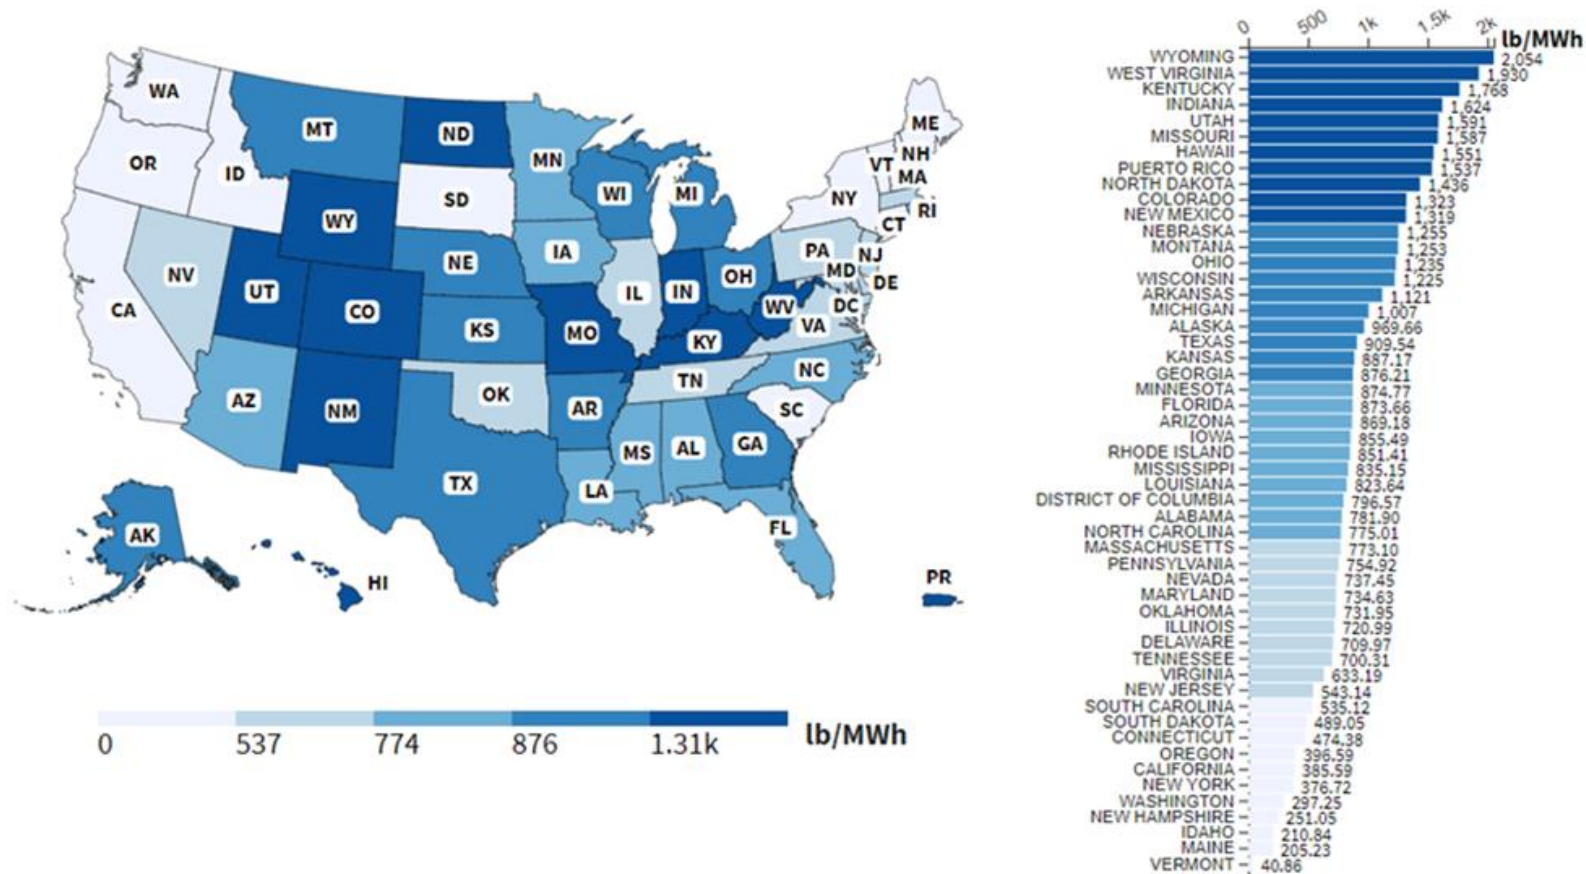 WA
MT
ND
MN
ME
OR
ID
SD
WI
MI
VT
NH
MA
NY
RI
CT
WY
NE
IA
PA
NJ
NV
UT
CO
KS
IL
IN
OH
MD
DE
CA
MO
WV
DC
VA
KY
AZ
NM
OK
AR
TN
NC
SC
TX
LA
MS
AL
GA
FL
AK
HI
PR
0 537 774 876 1.31k lb/MWh
0 500 1k 1.5k 2k lb/MWh
WYOMING 2,054
WEST VIRGINIA 1,930
KENTUCKY 1,768
INDIANA 1,624
UTAH 1,591
MISSOURI 1,587
HAWAII 1,551
PUERTO RICO 1,537
NORTH DAKOTA 1,436
COLORADO 1,323
NEW MEXICO 1,319
NEBRASKA 1,255
MONTANA 1,253
OHIO 1,235
WISCONSIN 1,225
ARKANSAS 1,121
MICHIGAN 1,007
ALASKA 969.66
TEXAS 909.54
KANSAS 887.17
GEORGIA 876.21
MINNESOTA 874.77
FLORIDA 873.66
ARIZONA 869.18
IOWA 855.49
RHODE ISLAND 851.41
MISSISSIPPI 835.15
LOUISIANA 823.64
DISTRICT OF COLUMBIA 796.57
ALABAMA 781.90
NORTH CAROLINA 775.01
MASSACHUSETTS 773.10
PENNSYLVANIA 754.92
NEVADA 737.45
MARYLAND 734.63
OKLAHOMA 731.95
ILLINOIS 720.99
DELAWARE 709.97
TENNESSEE 700.31
VIRGINIA 633.19
NEW JERSEY 543.14
SOUTH CAROLINA 535.12
SOUTH DAKOTA 489.05
CONNECTICUT 474.38
OREGON 396.59
CALIFORNIA 385.59
NEW YORK 376.72
WASHINGTON 297.25
NEW HAMPSHIRE 251.05
IDAHO 210.84
MAINE 205.23
VERMONT 40.86